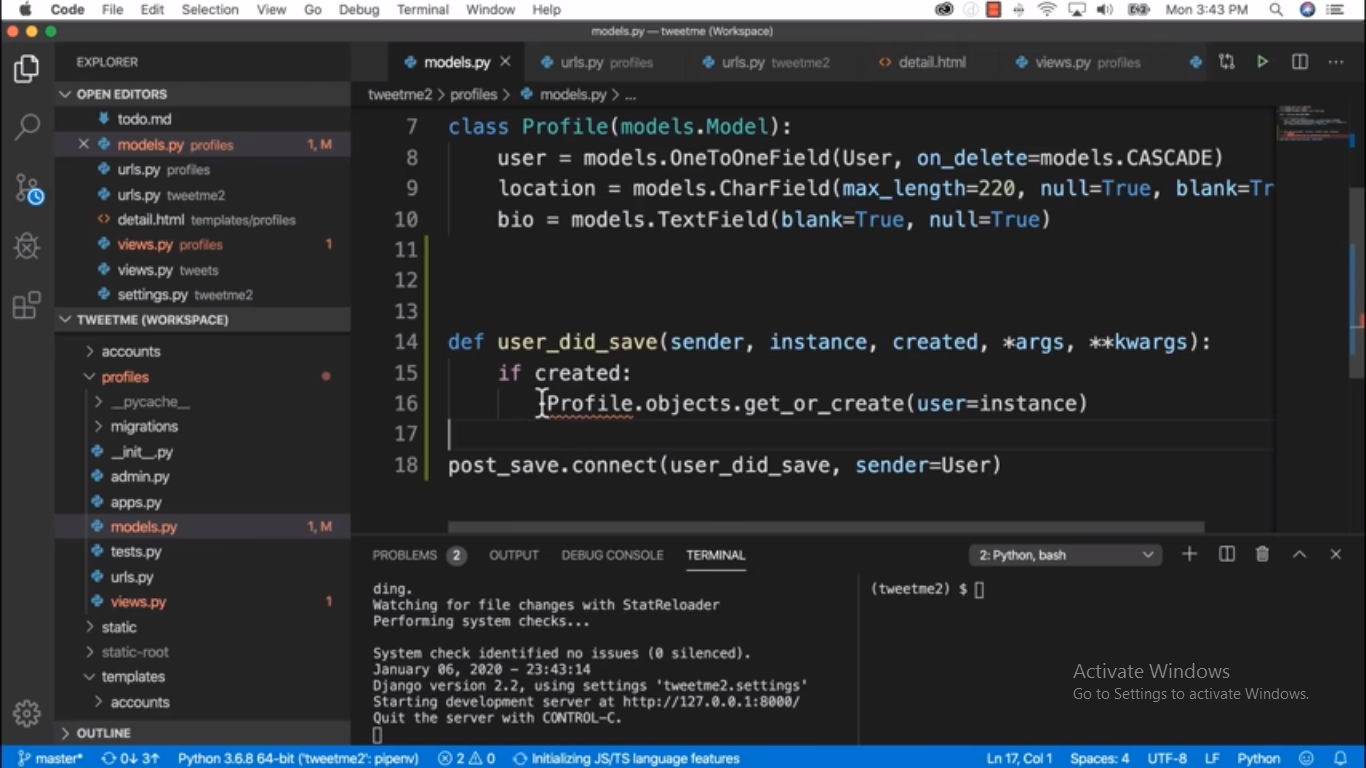 Code File Edit Selection View Go Debug Terminal Window Help Mon 3:43 PM
models.py — tweetme (Workspace)
EXPLORER
models.py
urls.py profiles
urls.py tweetme2
detail.html
views.py profiles
OPEN EDITORS
tweetme2 > profiles > models.py > ...
todo.md
models.py profiles 1, M
urls.py profiles
urls.py tweetme2
detail.html templates/profiles
views.py profiles 1
views.py tweets
settings.py tweetme2
TWEETME (WORKSPACE)
accounts
profiles
__pycache__
migrations
__init__.py
admin.py
apps.py
models.py 1, M
tests.py
urls.py
views.py 1
static
static-root
templates
accounts
OUTLINE
7 class Profile(models.Model):
8 user = models.OneToOneField(User, on_delete=models.CASCADE)
9 location = models.CharField(max_length=220, null=True, blank=Tr
10 bio = models.TextField(blank=True, null=True)
11
12
13
14 def user_did_save(sender, instance, created, *args, **kwargs):
15 if created:
16 Profile.objects.get_or_create(user=instance)
17
18 post_save.connect(user_did_save, sender=User)
PROBLEMS 2 OUTPUT DEBUG CONSOLE TERMINAL 2: Python, bash
ding.
Watching for file changes with StatReloader
Performing system checks...
System check identified no issues (0 silenced).
January 06, 2020 - 23:43:14
Django version 2.2, using settings 'tweetme2.settings'
Starting development server at http://127.0.0.1:8000/
Quit the server with CONTROL-C.
(tweetme2) $
Activate Windows
Go to Settings to activate Windows.
master* 0↓ 3↑ Python 3.6.8 64-bit ('tweetme2': pipenv) 2 0 Initializing JS/TS language features Ln 17, Col 1 Spaces: 4 UTF-8 LF Python